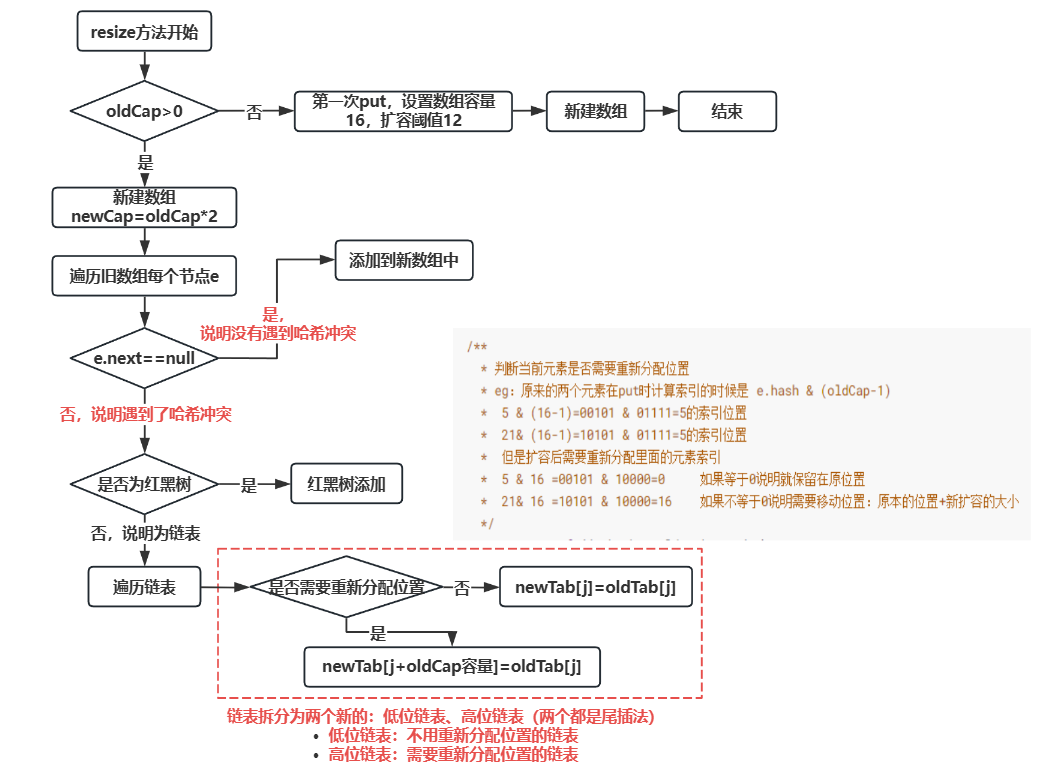 resize方法开始
oldCap>0
否
第一次put，设置数组容量
16，扩容阈值12
新建数组
结束
是
新建数组
newCap=oldCap*2
遍历旧数组每个节点e
添加到新数组中
是，
说明没有遇到哈希冲突
e.next==null
否，说明遇到了哈希冲突
是否为红黑树
是
红黑树添加
否，说明为链表
遍历链表
是否需要重新分配位置
否
newTab[j]=oldTab[j]
是
newTab[j+oldCap容量]=oldTab[j]
链表拆分为两个新的：低位链表、高位链表（两个都是尾插法）
• 低位链表：不用重新分配位置的链表
• 高位链表：需要重新分配位置的链表
/**
* 判断当前元素是否需要重新分配位置
* eg：原来的两个元素在put时计算索引的时候是 e.hash & (oldCap-1)
* 5 & (16-1)=00101 & 01111=5的索引位置
* 21& (16-1)=10101 & 01111=5的索引位置
* 但是扩容后需要重新分配里面的元素索引
* 5 & 16 =00101 & 10000=0 如果等于0说明就保留在原位置
* 21& 16 =10101 & 10000=16 如果不等于0说明需要移动位置：原本的位置+新扩容的大小
*/